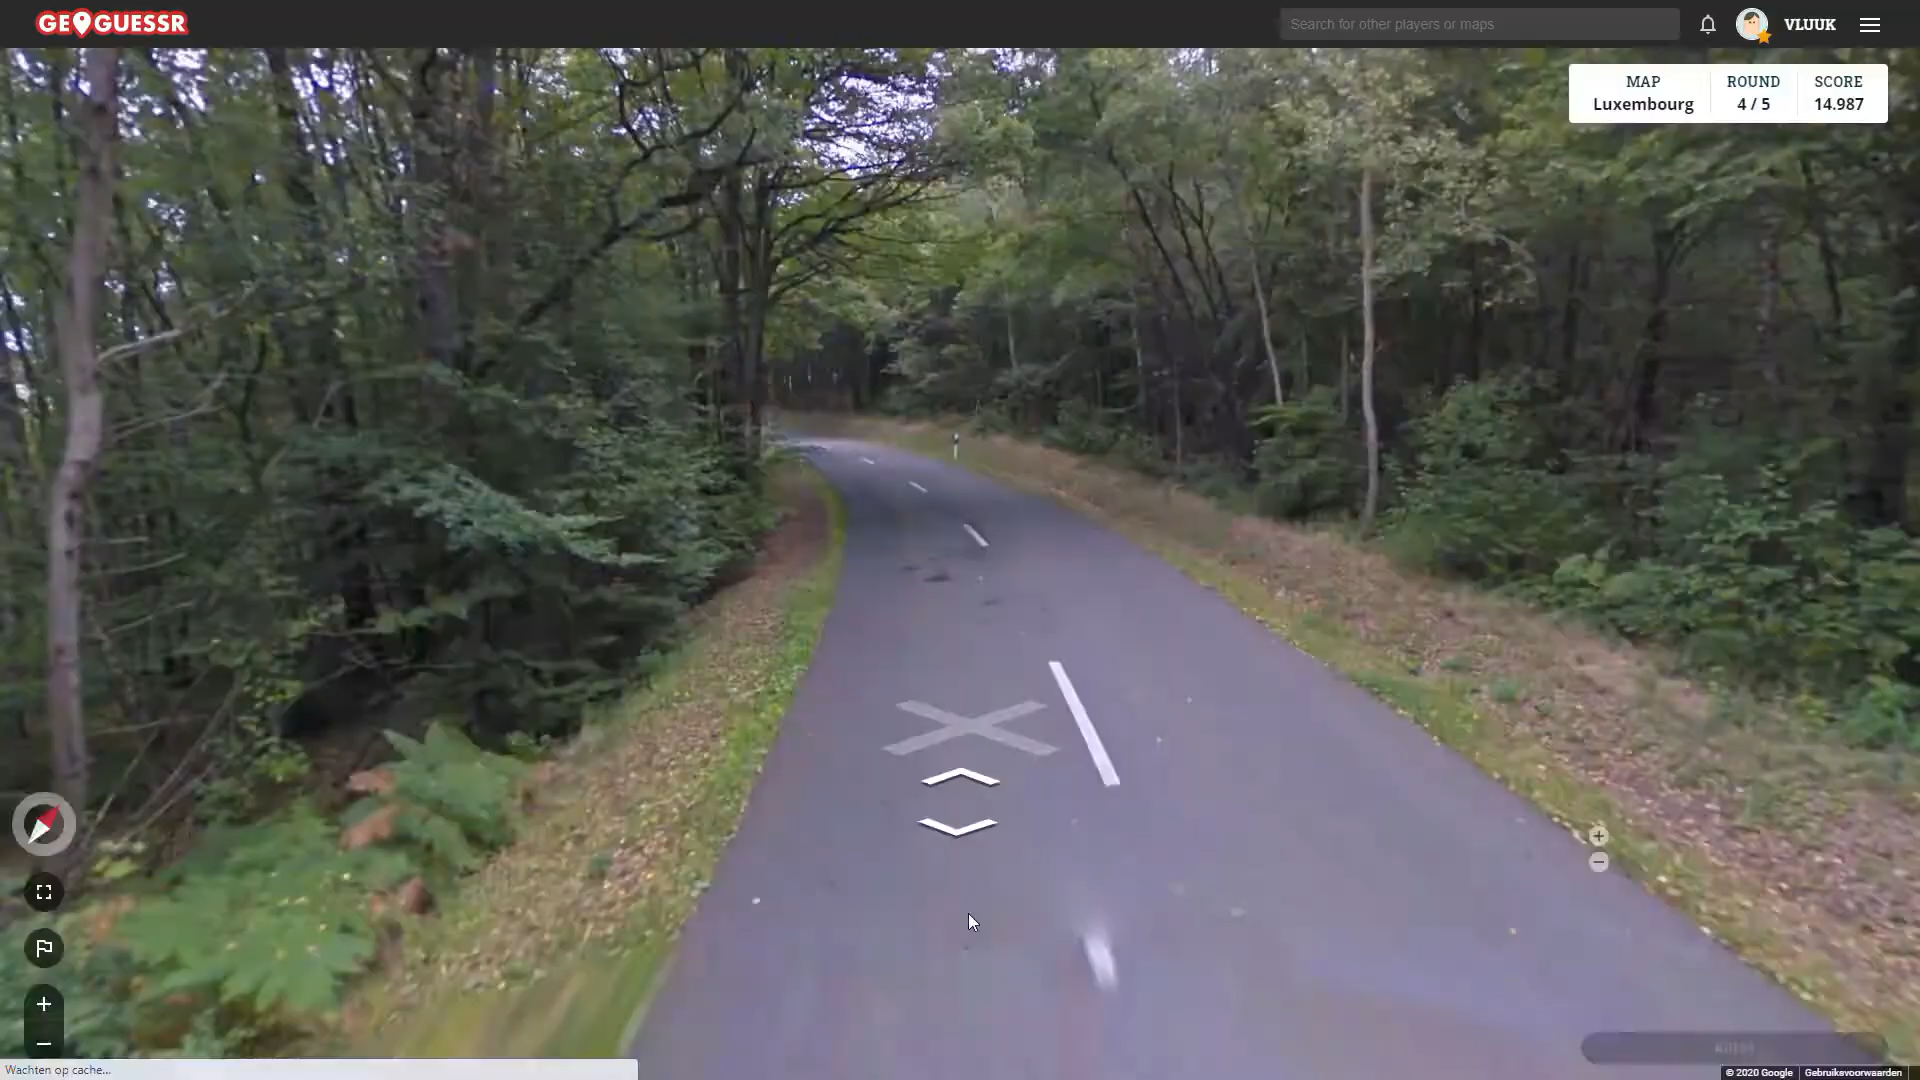 GEOGUESSR
Search for other players or maps
VLUUK
MAP
Luxembourg
ROUND
4 / 5
SCORE
14.987
Wachten op cache...
© 2020 Google
Gebruiksvoorwaarden